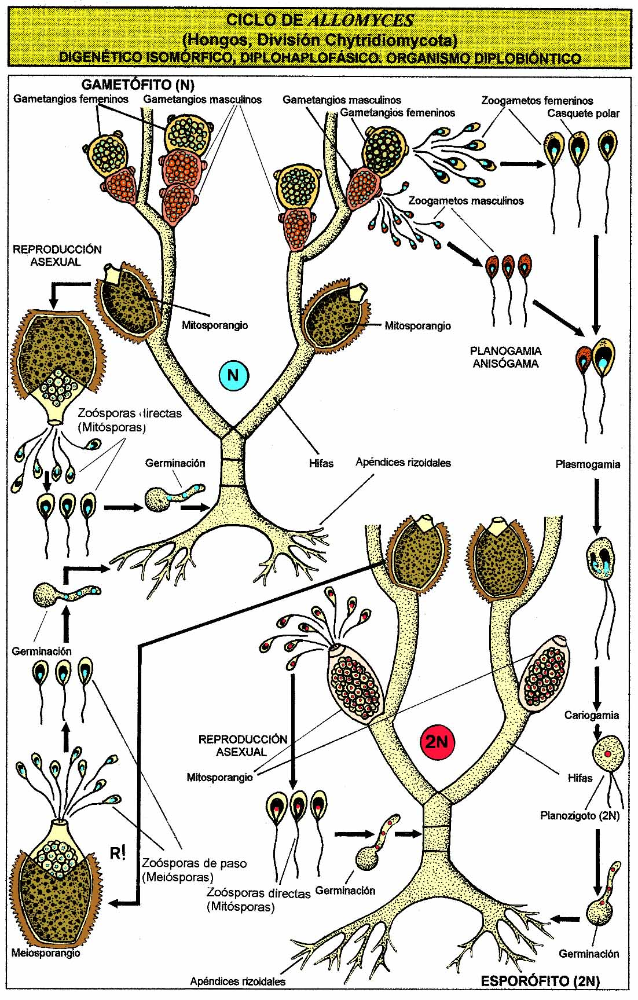 CICLO DE ALLOMYCES
(Hongos, División Chytridiomycota)
DIGENÉTICO ISOMÓRFICO, DIPLOHAPLOFÁSICO. ORGANISMO DIPLOBIÓNTICO
GAMETÓFITO (N)
Gametangios femeninos
Gametangios masculinos
Gametangios masculinos
Gametangios femeninos
Zoogametos femeninos
Casquete polar
Zoogametos masculinos
REPRODUCCIÓN
ASEXUAL
Mitosporangio
Mitosporangio
PLANOGAMIA
ANISÓGAMA
N
Zoósporas directas
(Mitósporas)
Germinación
Hifas
Apéndices rizoidales
Plasmogamia
Germinación
Cariogamia
REPRODUCCIÓN
ASEXUAL
2N
Mitosporangio
Hifas
Planozigoto (2N)
R!
Zoósporas de paso
(Meiósporas)
Zoósporas directas
(Mitósporas)
Germinación
Meiosporangio
Germinación
Apéndices rizoidales
ESPORÓFITO (2N)